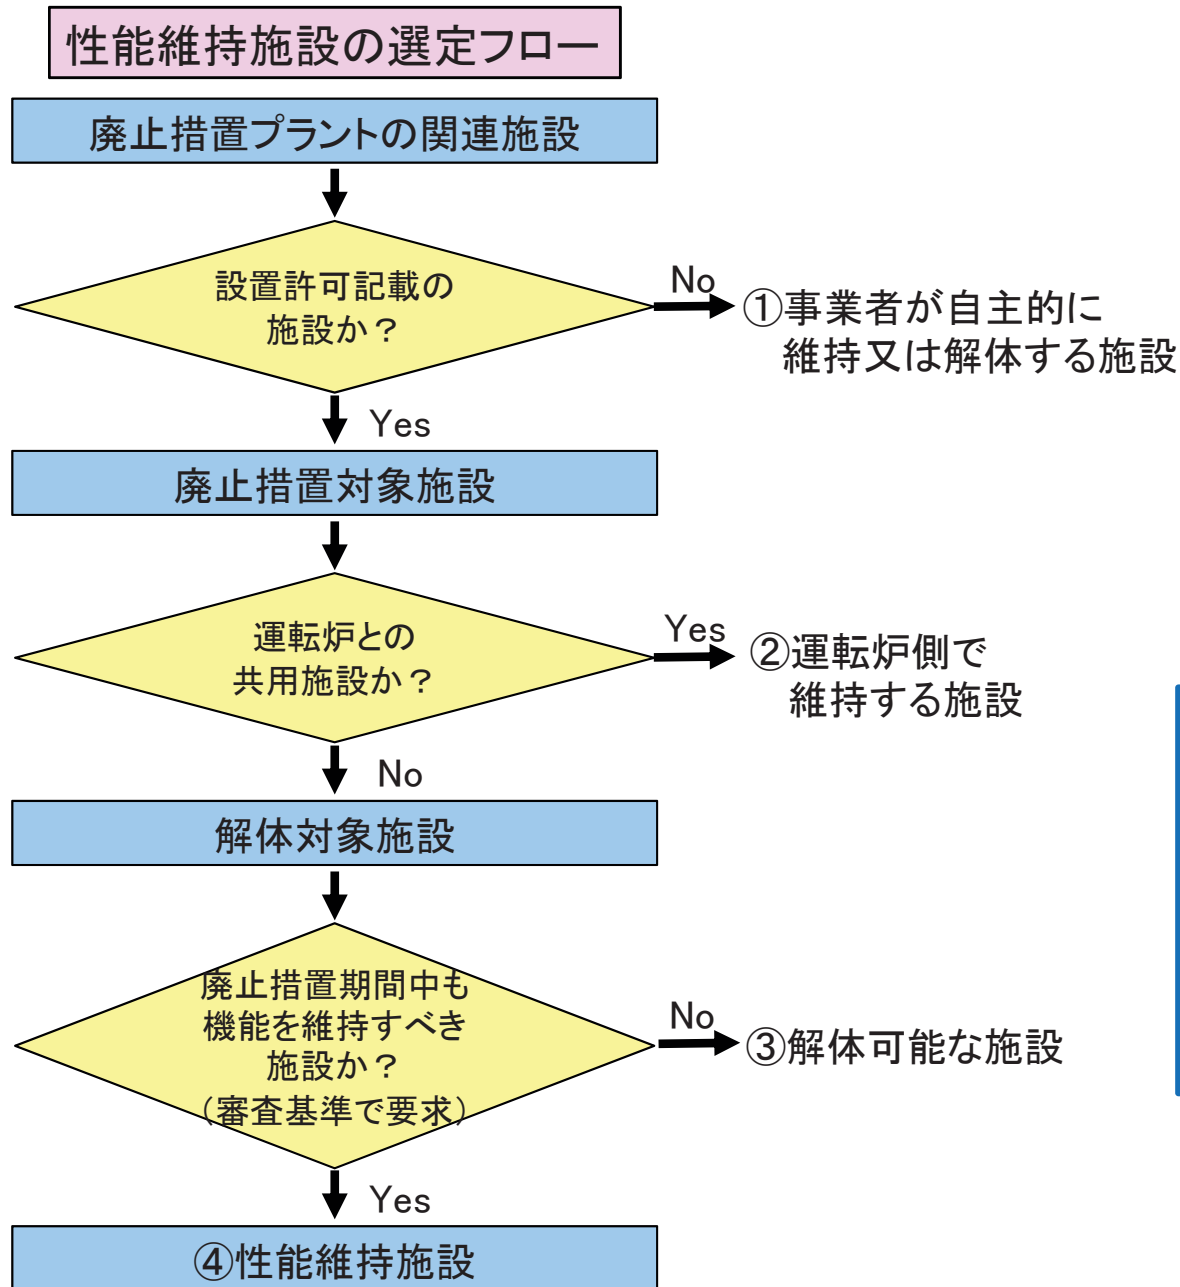 性能維持施設の選定フロー
廃止措置プラントの関連施設
設置許可記載の
施設か？
No
①事業者が自主的に
維持又は解体する施設
Yes
廃止措置対象施設
運転炉との
共用施設か？
Yes
②運転炉側で
維持する施設
No
解体対象施設
廃止措置期間中も
機能を維持すべき
施設か？
（審査基準で要求）
No
③解体可能な施設
Yes
④性能維持施設